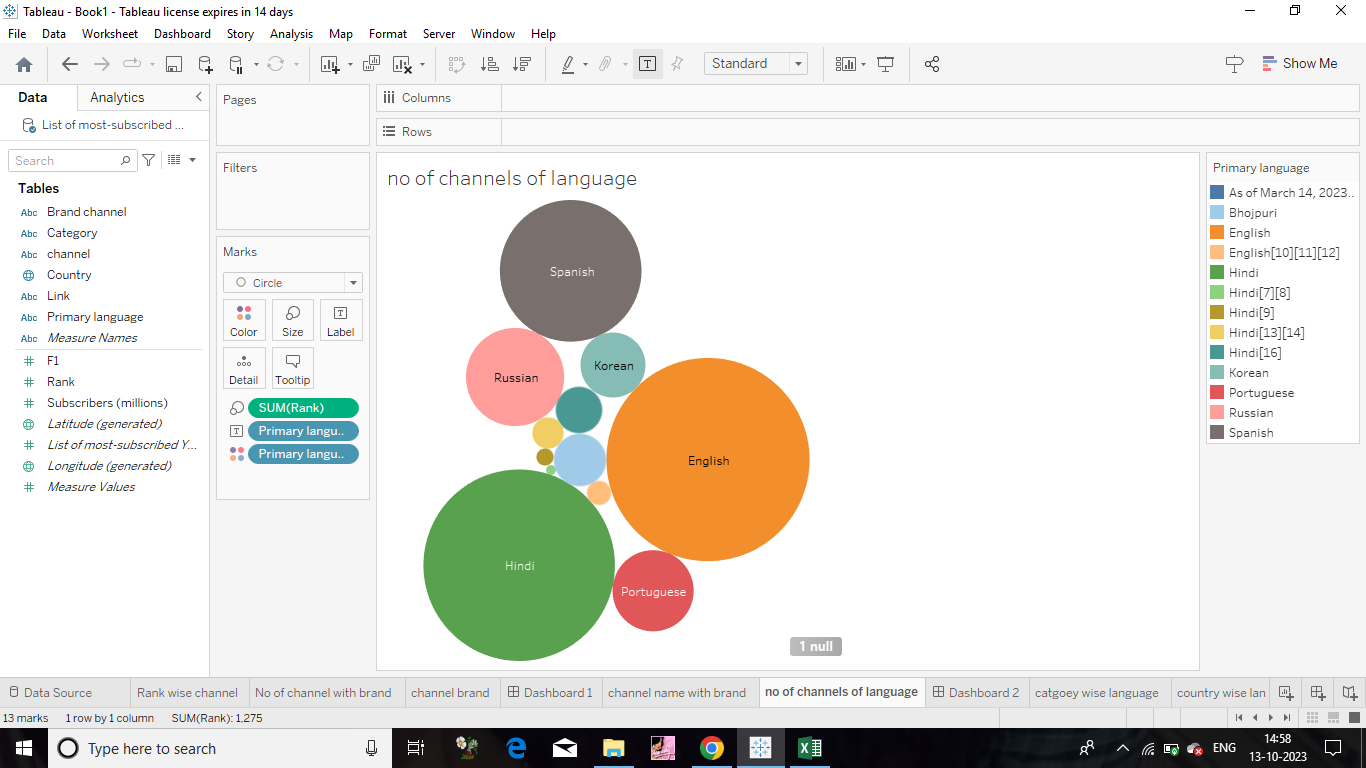 Tableau - Book1 - Tableau license expires in 14 days
File Data Worksheet Dashboard Story Analysis Map Format Server Window Help
Standard
Show Me
Data Analytics
List of most-subscribed ...
Search
Tables
Abc Brand channel
Abc Category
Abc channel
Country
Abc Link
Abc Primary language
Abc Measure Names
# F1
# Rank
# Subscribers (millions)
Latitude (generated)
# List of most-subscribed Y...
Longitude (generated)
# Measure Values
Pages
Filters
Marks
Circle
Color Size Label
Detail Tooltip
SUM(Rank)
Primary langu..
Primary langu..
Columns
Rows
no of channels of language
Spanish
Russian
Korean
English
Hindi
Portuguese
1 null
Primary language
As of March 14, 2023..
Bhojpuri
English
English[10][11][12]
Hindi
Hindi[7][8]
Hindi[9]
Hindi[13][14]
Hindi[16]
Korean
Portuguese
Russian
Spanish
Data Source Rank wise channel No of channel with brand channel brand Dashboard 1 channel name with brand no of channels of language Dashboard 2 catgoey wise language country wise lan
13 marks 1 row by 1 column SUM(Rank): 1,275
Type here to search
ENG
14:58
13-10-2023